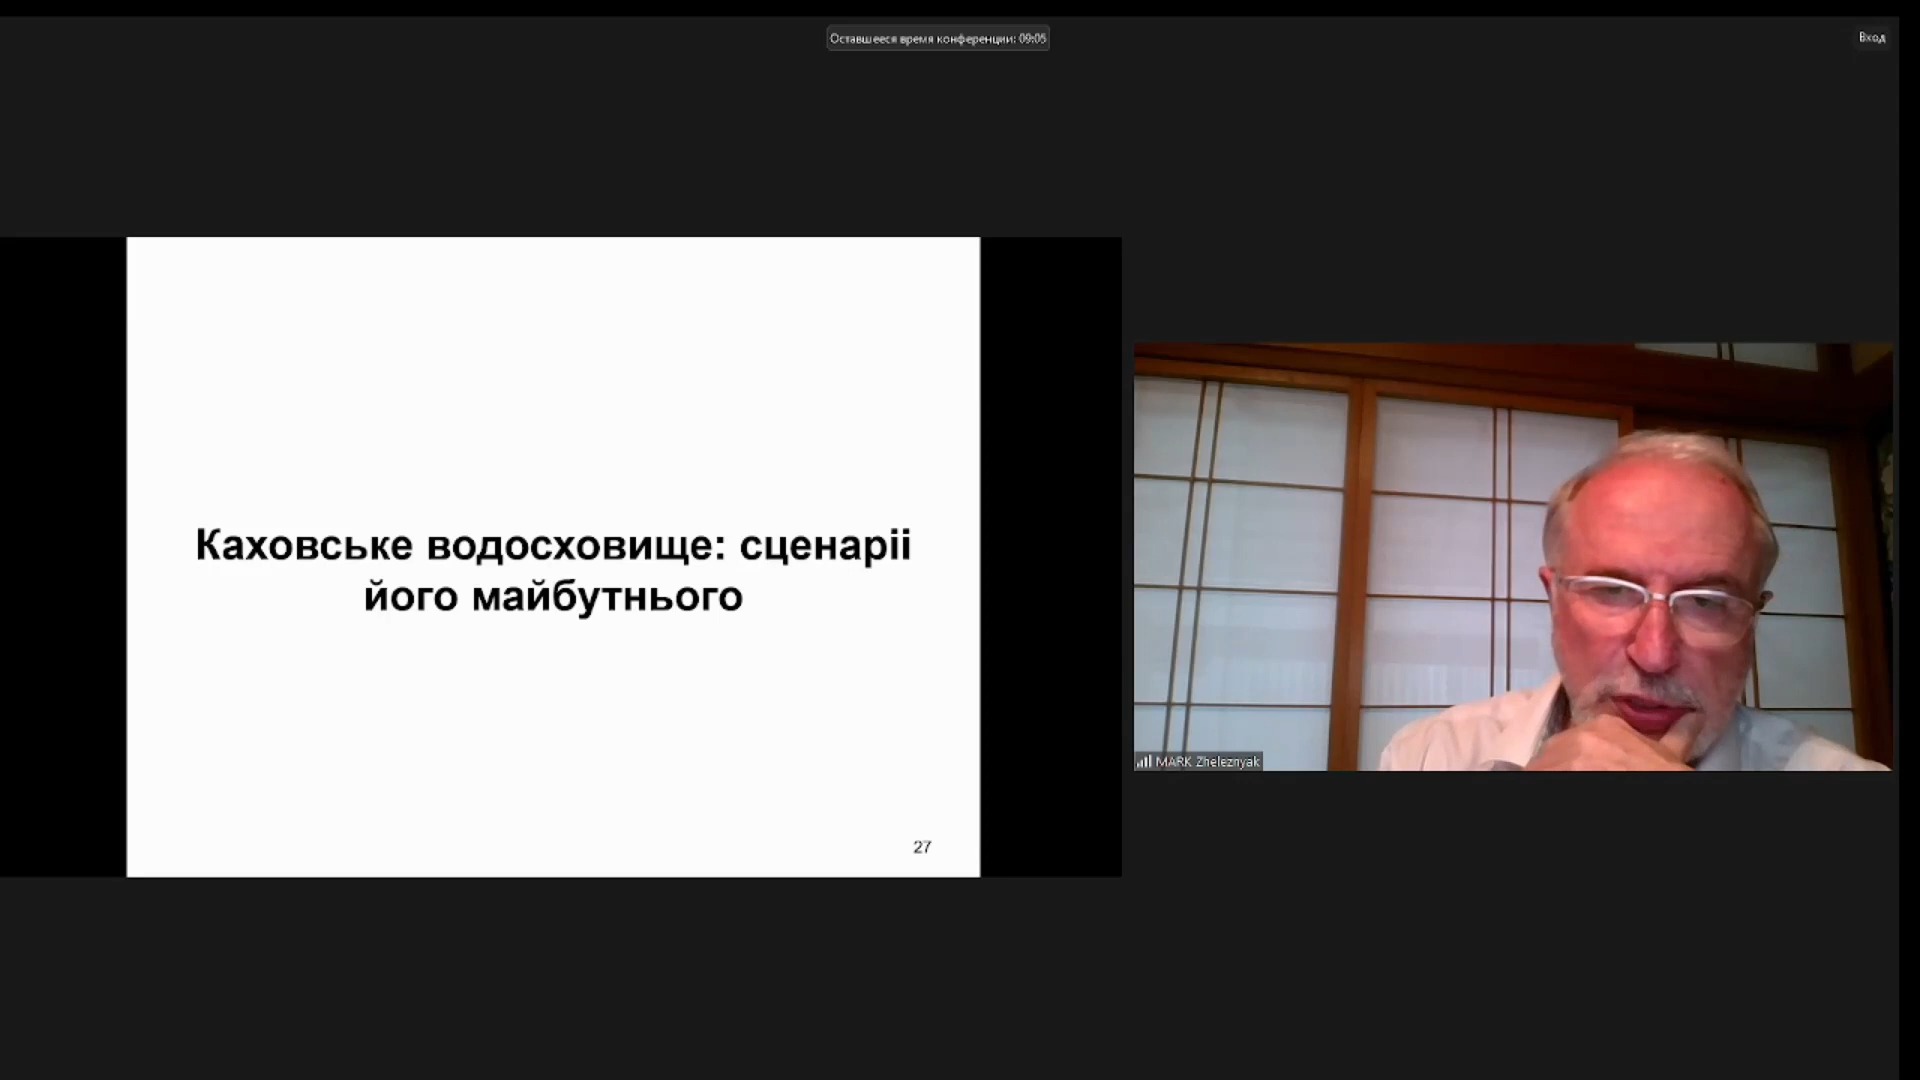 Оставшееся время конференции: 09:05
Вход
Каховське водосховище: сценаріі
його майбутнього
27
MARK Zheleznyak